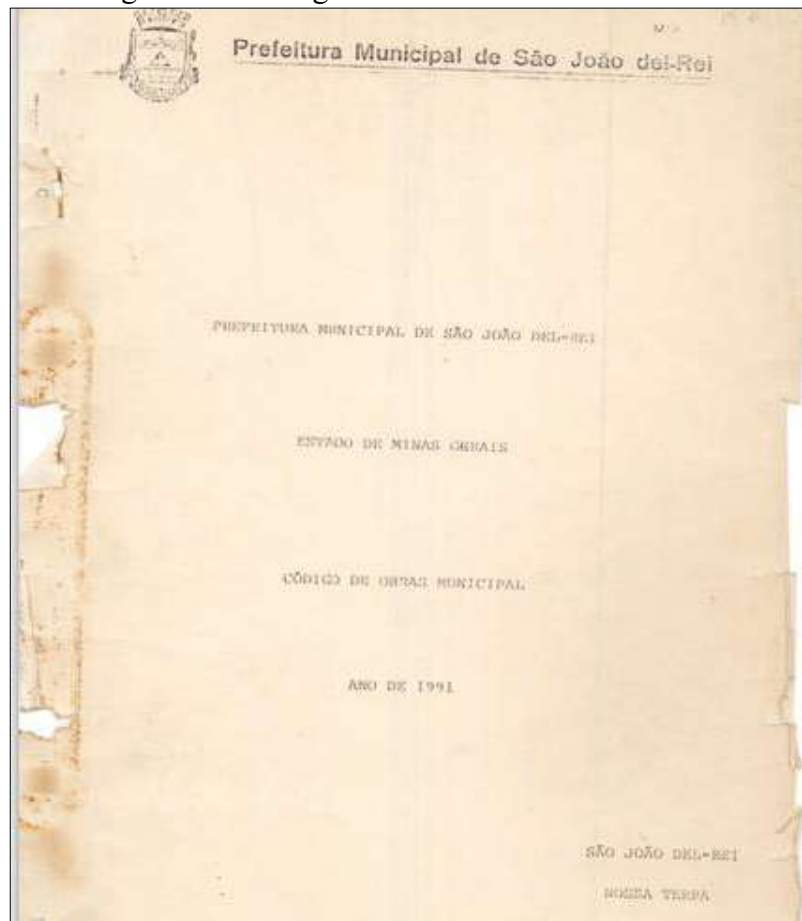 Prefeitura Municipal de São João del-Rei
PREFEITURA MUNICIPAL DE SÃO JOÃO DEL-REI
ESTADO DE MINAS GERAIS
CÓDIGO DE OBRAS MUNICIPAL
ANO DE 1991
SÃO JOÃO DEL-REI
NOSSA TERRA